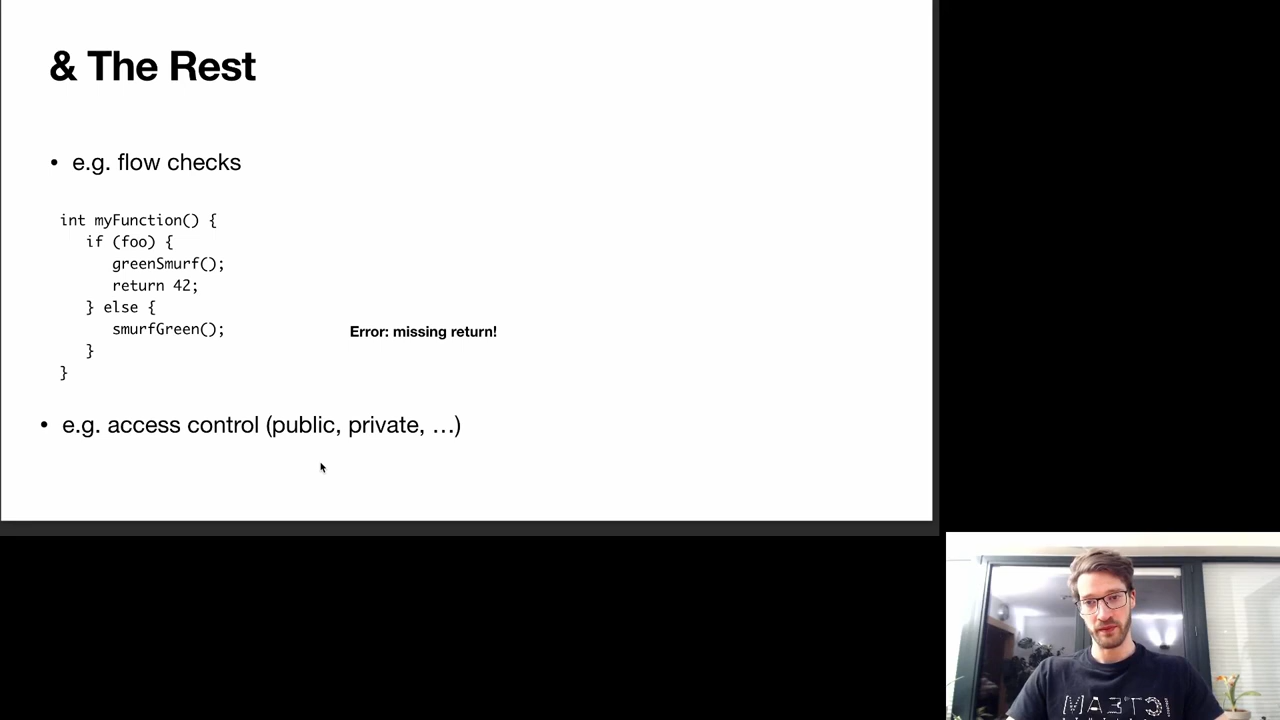 & The Rest
• e.g. flow checks
int myFunction() {
if (foo) {
greenSmurf();
return 42;
} else {
smurfGreen();
Error: missing return!
}
}
• e.g. access control (public, private, …)